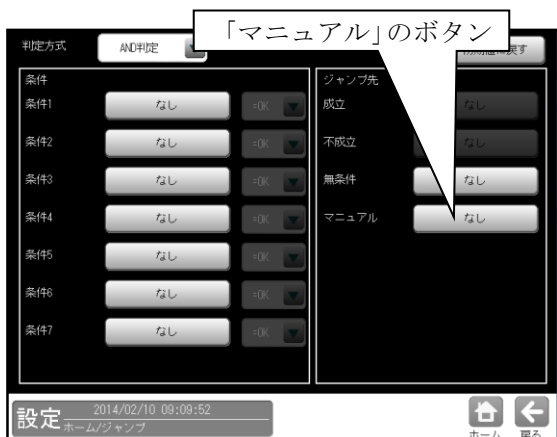 「マニュアル」のボタン
判定方式 AND判定 に戻す
条件 ジャンプ先
条件1 なし =OK 成立 なし
条件2 なし =OK 不成立 なし
条件3 なし =OK 無条件 なし
条件4 なし =OK マニュアル なし
条件5 なし =OK
条件6 なし =OK
条件7 なし =OK
設定 2014/02/10 09:09:52
ホーム/ジャンプ
ホーム 戻る